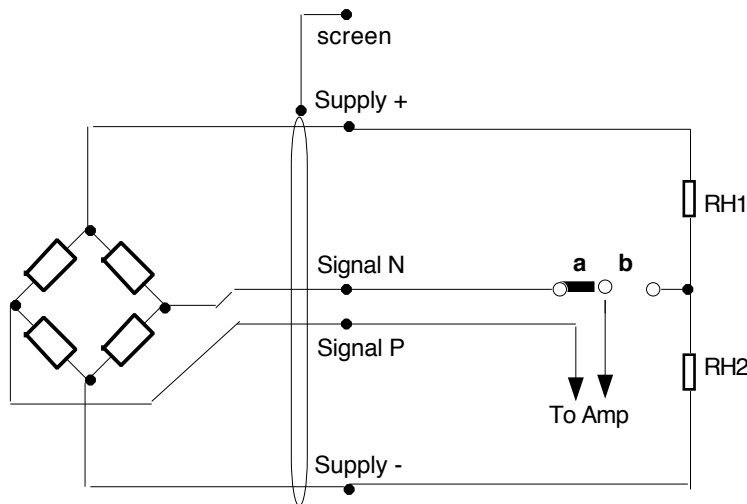 screen
Supply +
RH1
Signal N
a b
Signal P
RH2
To Amp
Supply -